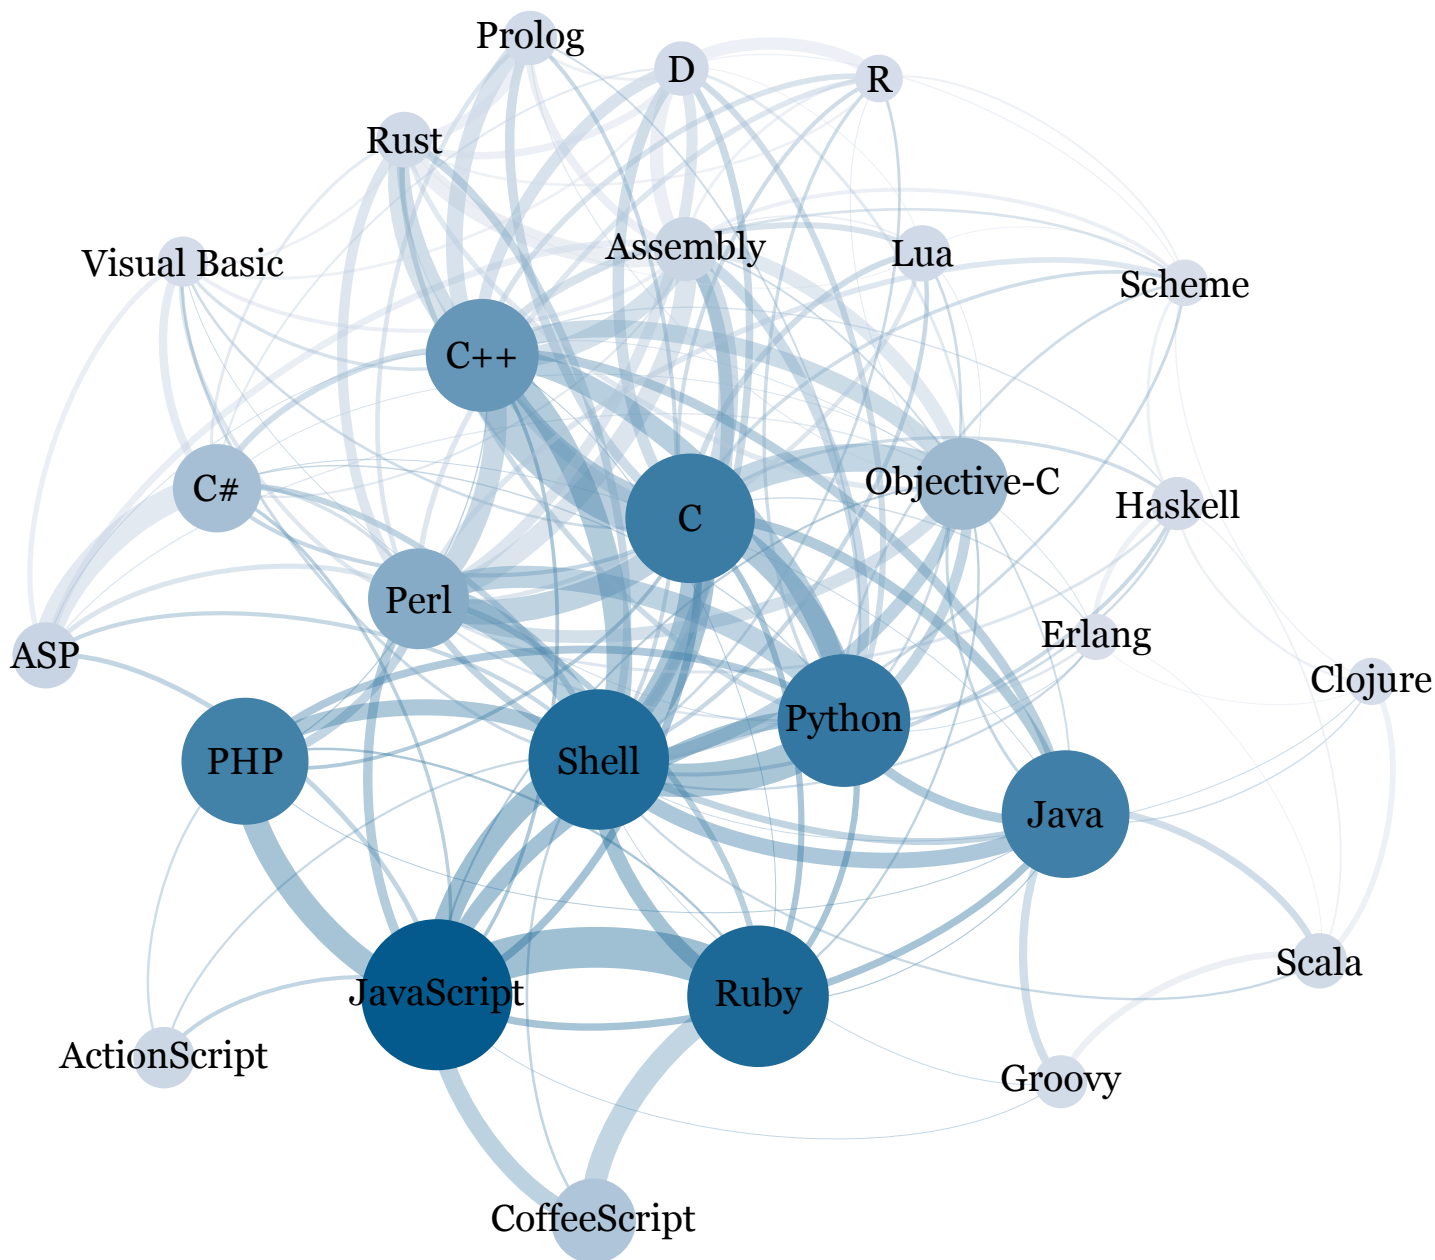 Prolog
D
R
Rust
Assembly
Lua
Visual Basic
Scheme
C++
C#
C
Objective-C
Haskell
Perl
Erlang
ASP
Clojure
PHP
Shell
Python
Java
JavaScript
Ruby
Scala
ActionScript
Groovy
CoffeeScript